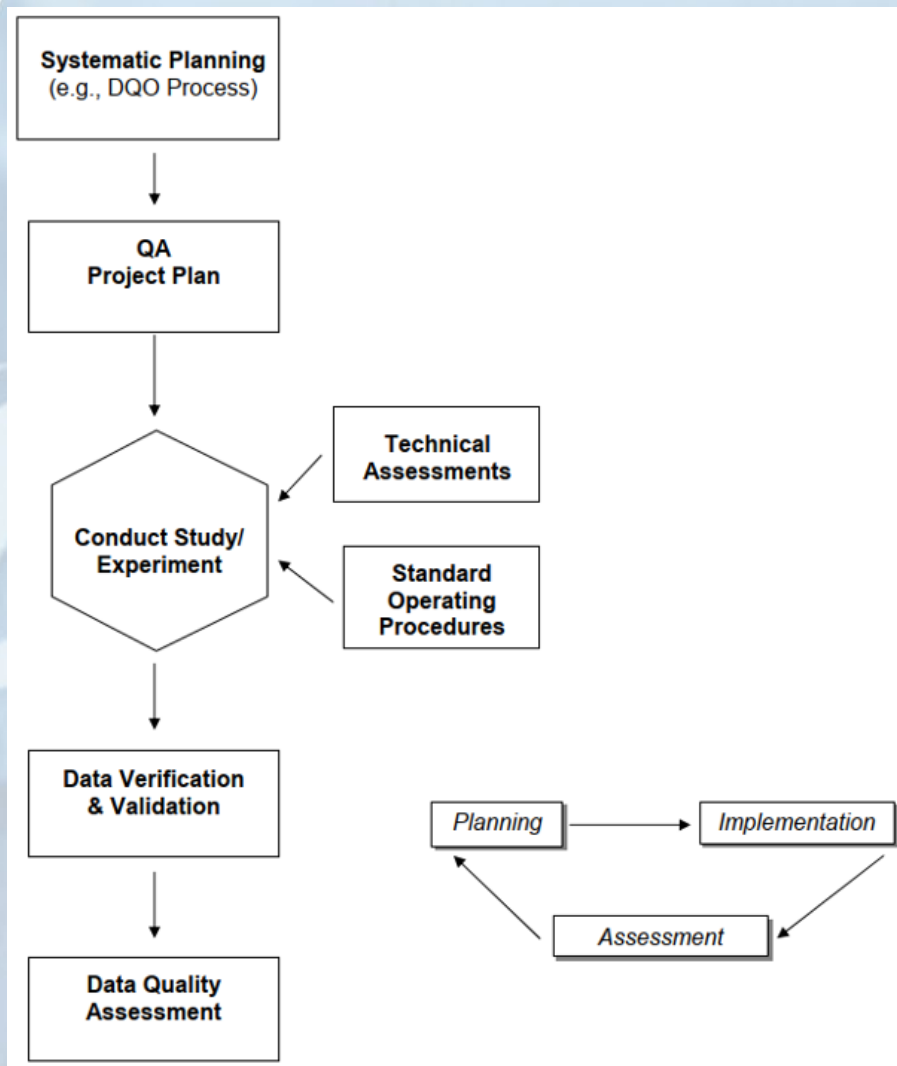 Systematic Planning
(e.g., DQO Process)
QA
Project Plan
Technical
Assessments
Conduct Study/
Experiment
Standard
Operating
Procedures
Data Verification
& Validation
Planning
Implementation
Assessment
Data Quality
Assessment